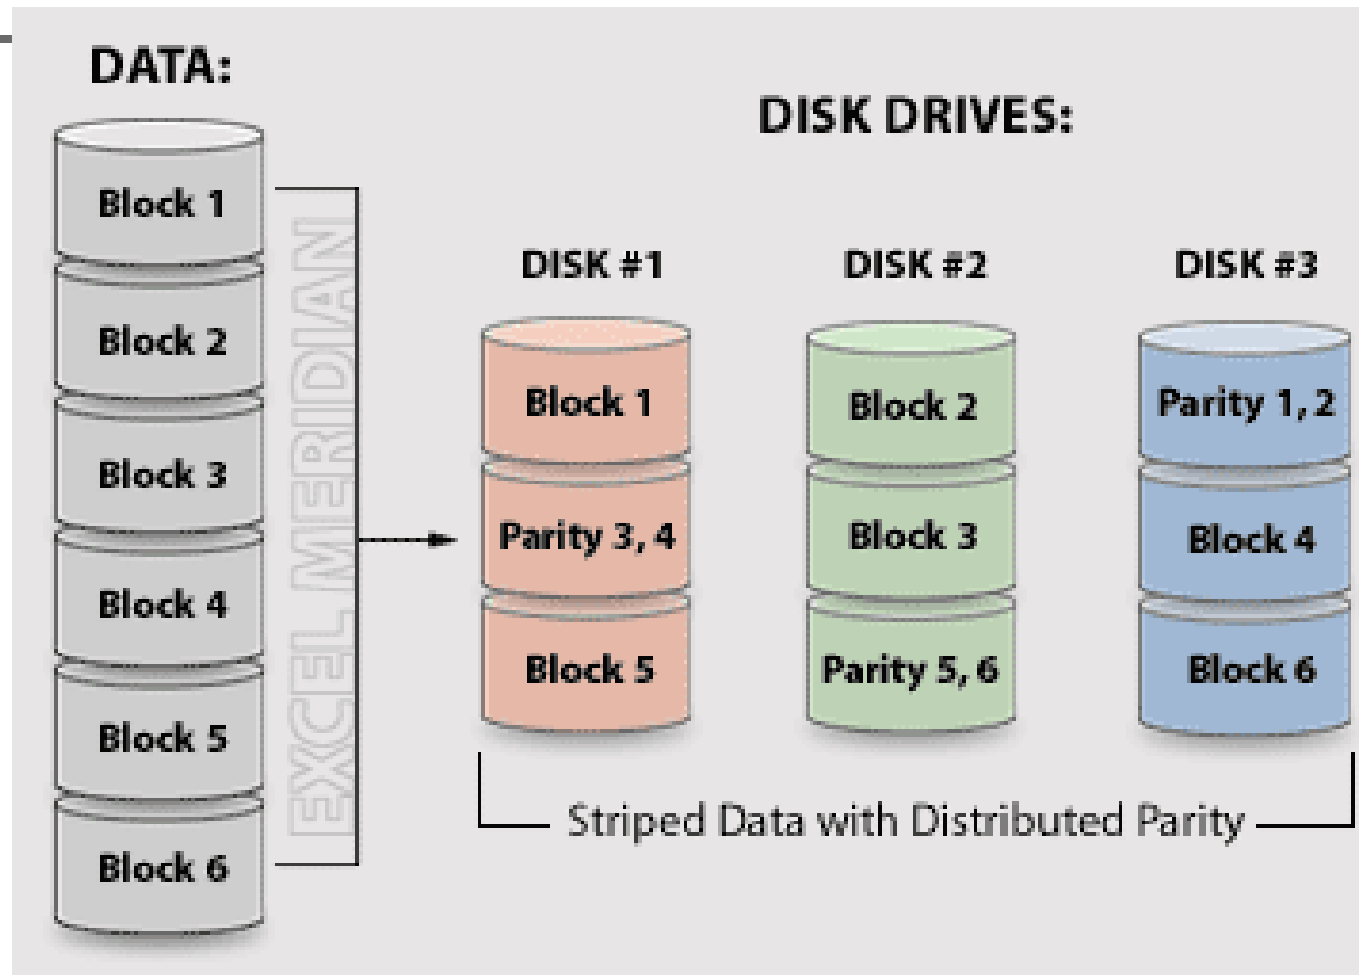 DATA:
Block 1
Block 2
Block 3
Block 4
Block 5
Block 6
EXCEL MERIDIAN
DISK DRIVES:
DISK #1
Block 1
Parity 3, 4
Block 5
DISK #2
Block 2
Block 3
Parity 5, 6
DISK #3
Parity 1, 2
Block 4
Block 6
Striped Data with Distributed Parity